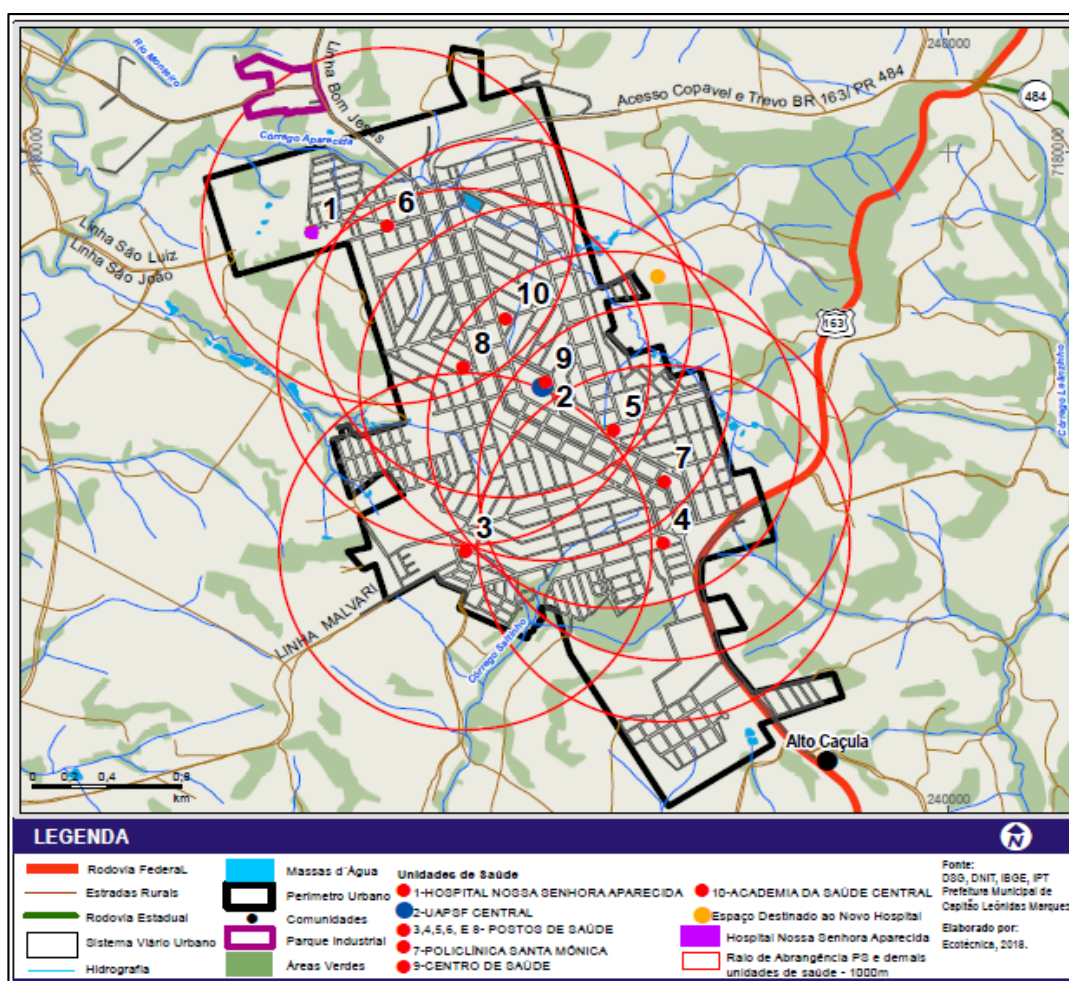 240000
Rio Monteiro
Linha Bom Jesus
Acesso Copavel e Trevo BR 163/ PR 484
484
Córrego Aparecida
7180000
7180000
1
6
Linha São Luiz
Linha São João
10
163
8
9
2
5
Córrego Leãnzinho
7
3
4
LINHA MALVARI
Córrego Saltinho
Alto Caçula
0 0,2 0,4 0,8
km
240000
LEGENDA
N
Rodovia FederaL
Estradas Rurais
Rodovia Estadual
Sistema Viário Urbano
Hidrografia
Massas d´Água
Perimetro Urbano
Comunidades
Parque Industrial
Áreas Verdes
Unidades de Saúde
1-HOSPITAL NOSSA SENHORA APARECIDA
2-UAPSF CENTRAL
3,4,5,6, E 8- POSTOS DE SAÚDE
7-POLICLÍNICA SANTA MÔNICA
9-CENTRO DE SAÚDE
10-ACADEMIA DA SAÚDE CENTRAL
Espaço Destinado ao Novo Hospital
Hospital Nossa Senhora Aparecida
Raio de Abrangência PS e demais
unidades de saúde - 1000m
Fonte:
DSG, DNIT, IBGE, IPT
Prefeitura Municipal de
Capitão Leônidas Marques
Elaborado por:
Ecotécnica, 2018.